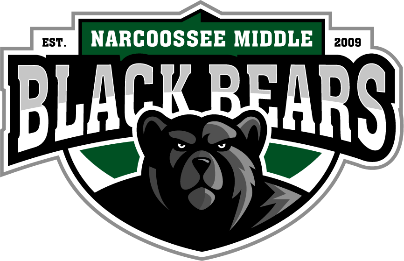 EST. NARCOOSSEE MIDDLE 2009
BLACK BEARS